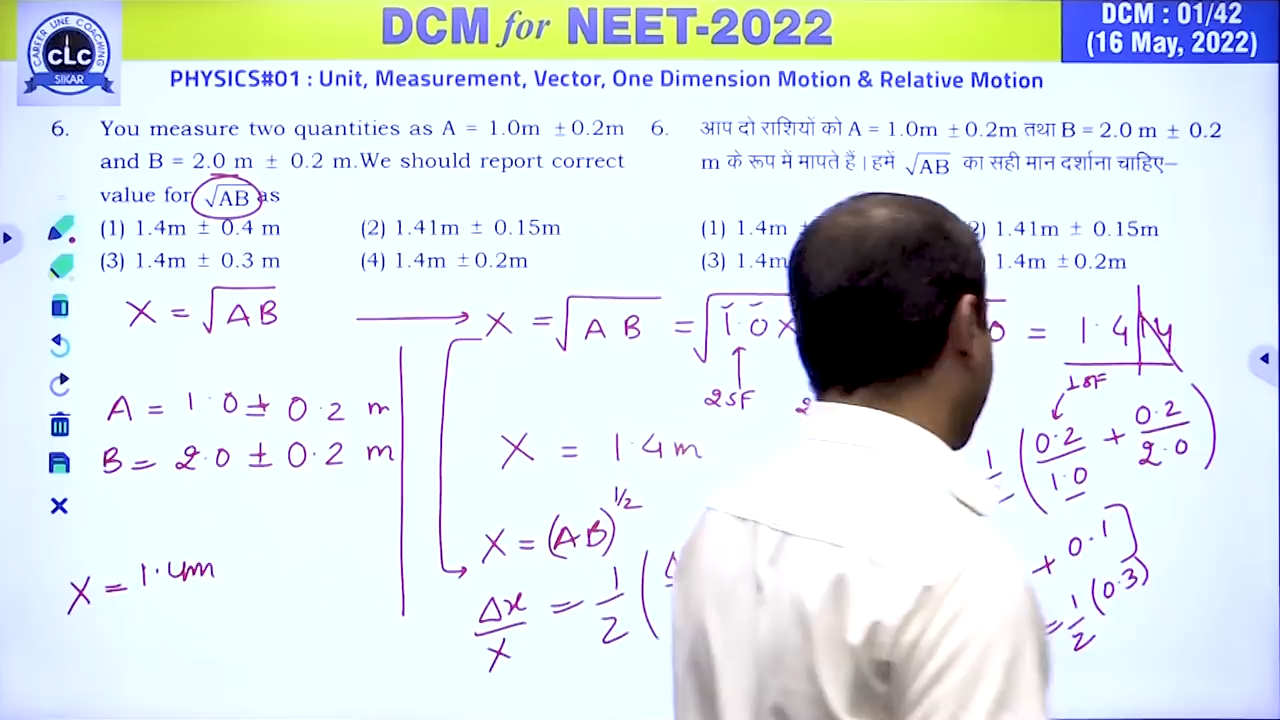 CAREER LINE COACHING
CLC
SIKAR
DCM for NEET-2022
DCM : 01/42
(16 May, 2022)
PHYSICS#01 : Unit, Measurement, Vector, One Dimension Motion & Relative Motion
6. You measure two quantities as A = 1.0m ±0.2m
and B = 2.0 m ± 0.2 m.We should report correct
value for √AB as
(1) 1.4m ± 0.4 m (2) 1.41m ± 0.15m
(3) 1.4m ± 0.3 m (4) 1.4m ±0.2m
6. आप दो राशियों को A = 1.0m ±0.2m तथा B = 2.0 m ± 0.2
m के रूप में मापते हैं। हमें √AB का सही मान दर्शाना चाहिए–
(1) 1.4m 2) 1.41m ± 0.15m
(3) 1.4m 1.4m ±0.2m
X = √AB
A = 1.0 ± 0.2 m
B = 2.0 ± 0.2 m
X = 1.4m
X = √AB = √1.0 x
0 = 1.4
2SF
X = 1.4m
X = (AB)^1/2
Δx/X = 1/2 (
1SF
1/2 (0.2/1.0 + 0.2/2.0)
+ 0.1]
= 1/2 (0.3)